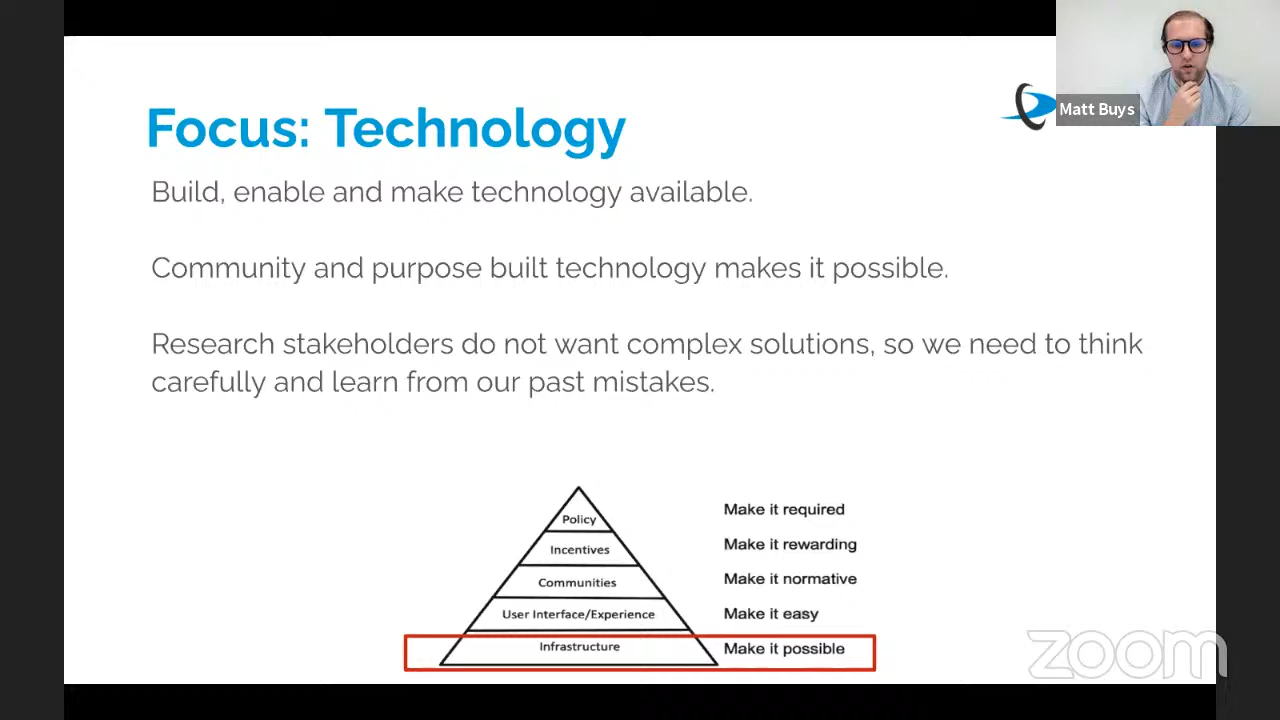 Matt Buys
Focus: Technology
Build, enable and make technology available.
Community and purpose built technology makes it possible.
Research stakeholders do not want complex solutions, so we need to think
carefully and learn from our past mistakes.
Policy
Make it required
Incentives
Make it rewarding
Communities
Make it normative
User Interface/Experience
Make it easy
Infrastructure
Make it possible
zoom